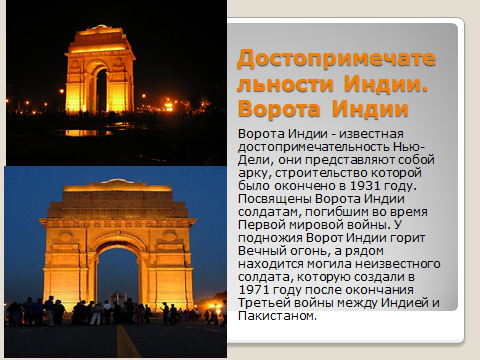 Достопримечате
льности Индии.
Ворота Индии
Ворота Индии - известная
достопримечательность Нью-
Дели, они представляют собой
арку, строительство которой
было окончено в 1931 году.
Посвящены Ворота Индии
солдатам, погибшим во время
Первой мировой войны. У
подножия Ворот Индии горит
Вечный огонь, а рядом
находится могила неизвестного
солдата, которую создали в
1971 году после окончания
Третьей войны между Индией и
Пакистаном.